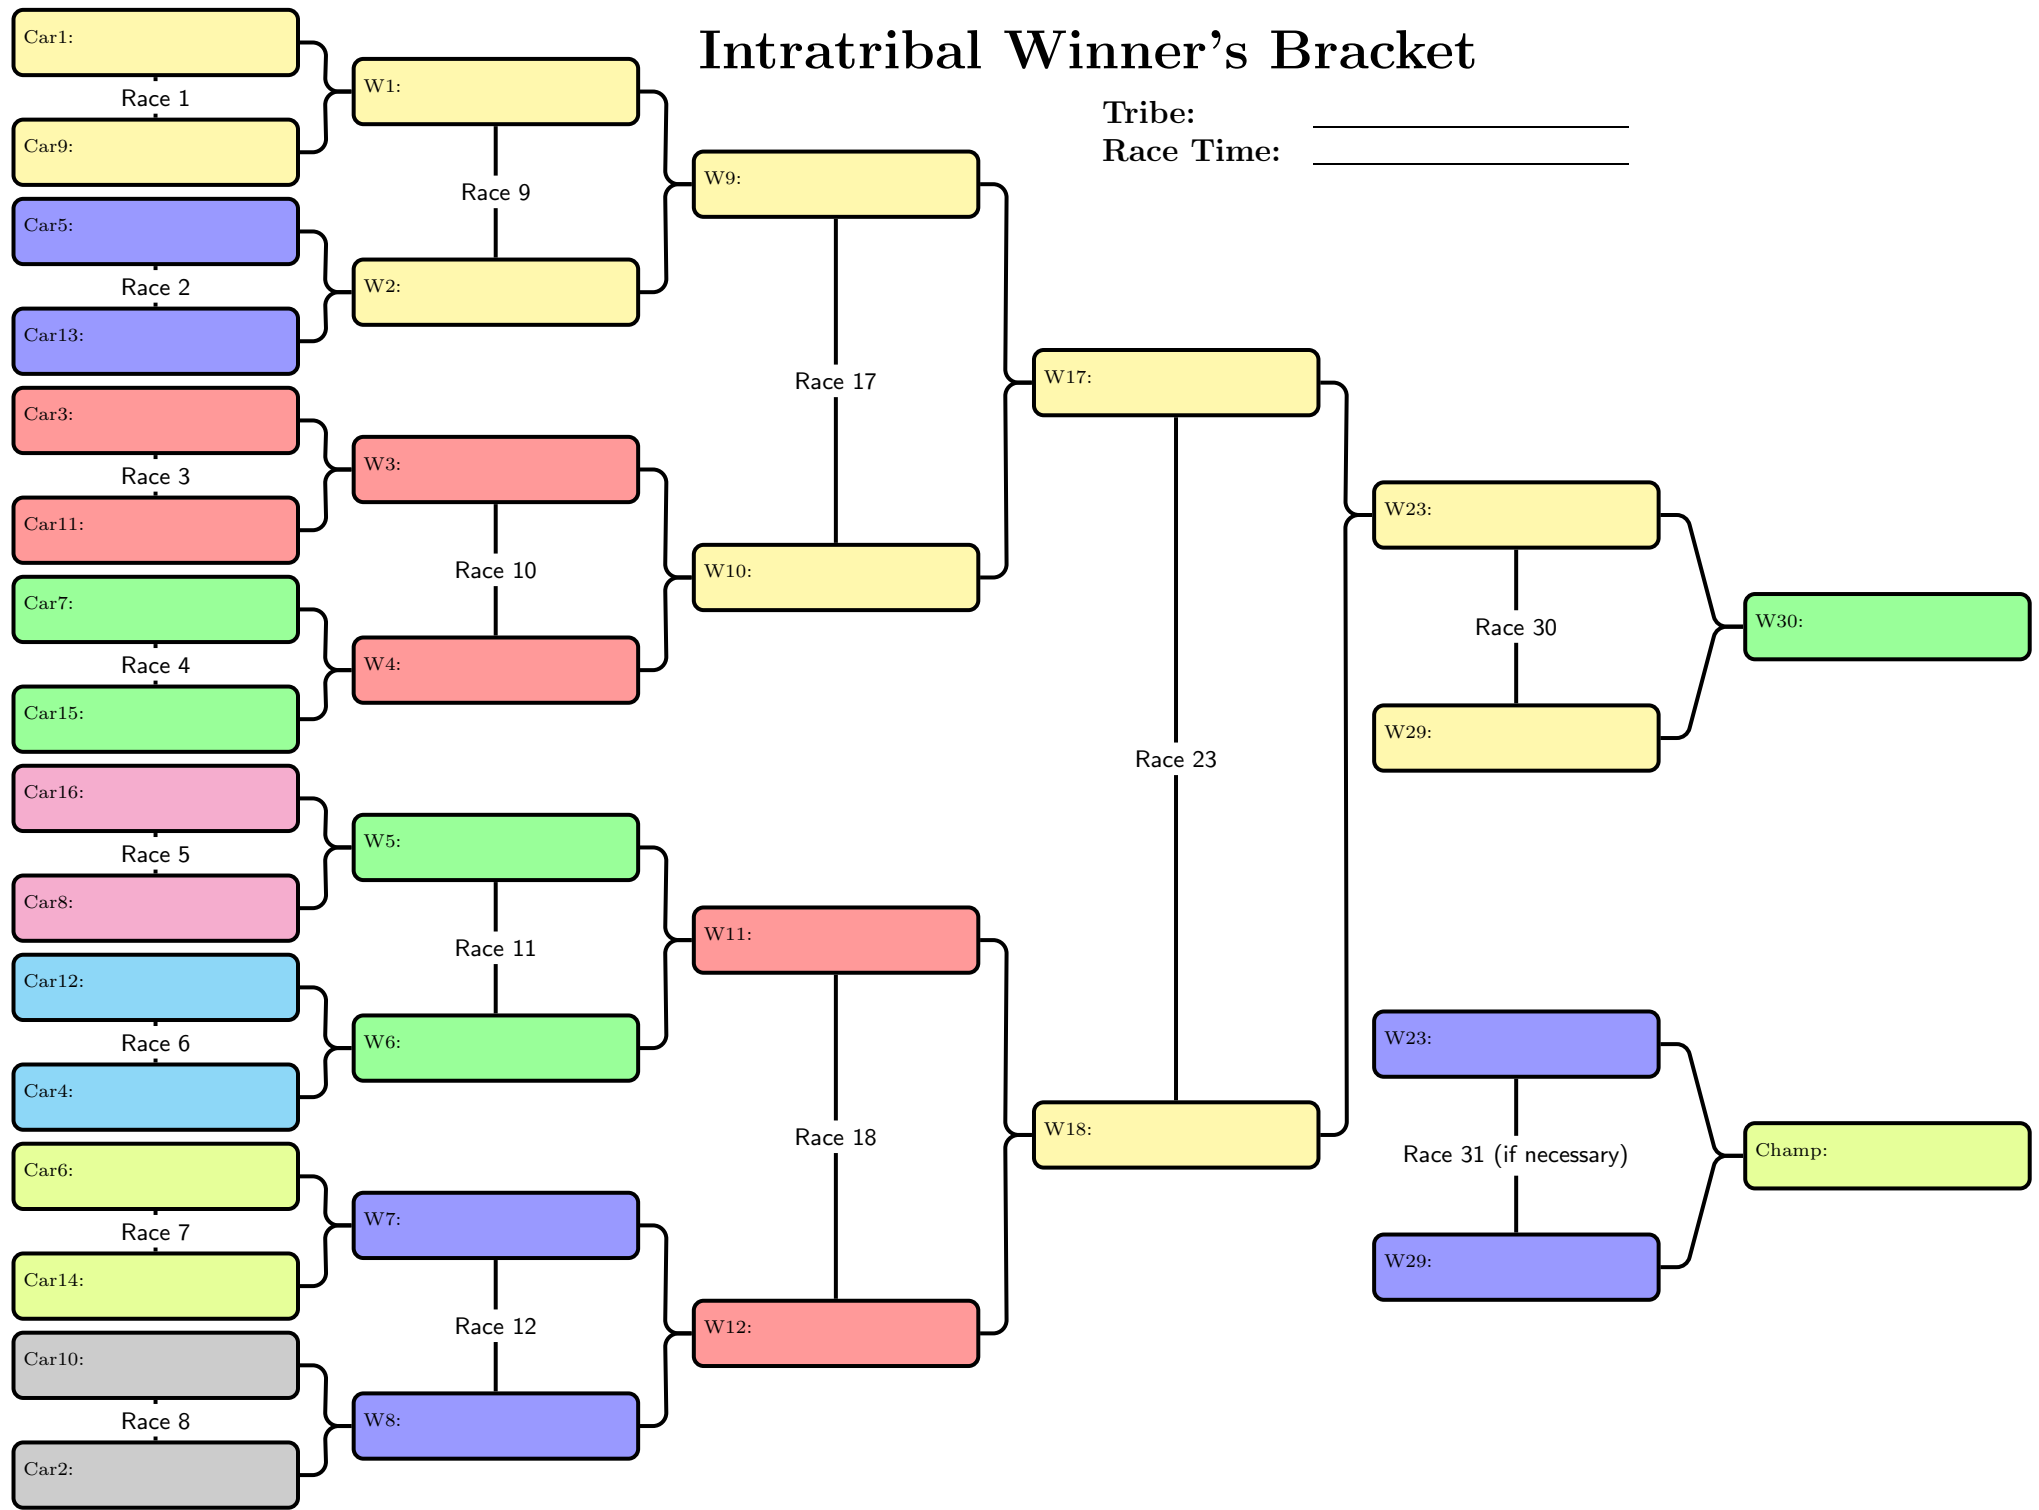 Intratribal Winner's Bracket
Tribe:
Race Time:
Car1:
Race 1
Car9:
Car5:
Race 2
Car13:
Car3:
Race 3
Car11:
Car7:
Race 4
Car15:
Car16:
Race 5
Car8:
Car12:
Race 6
Car4:
Car6:
Race 7
Car14:
Car10:
Race 8
Car2:
W1:
Race 9
W2:
W3:
Race 10
W4:
W5:
Race 11
W6:
W7:
Race 12
W8:
W9:
Race 17
W10:
W11:
Race 18
W12:
W17:
Race 23
W18:
W23:
Race 30
W29:
W23:
Race 31 (if necessary)
W29:
W30:
Champ: